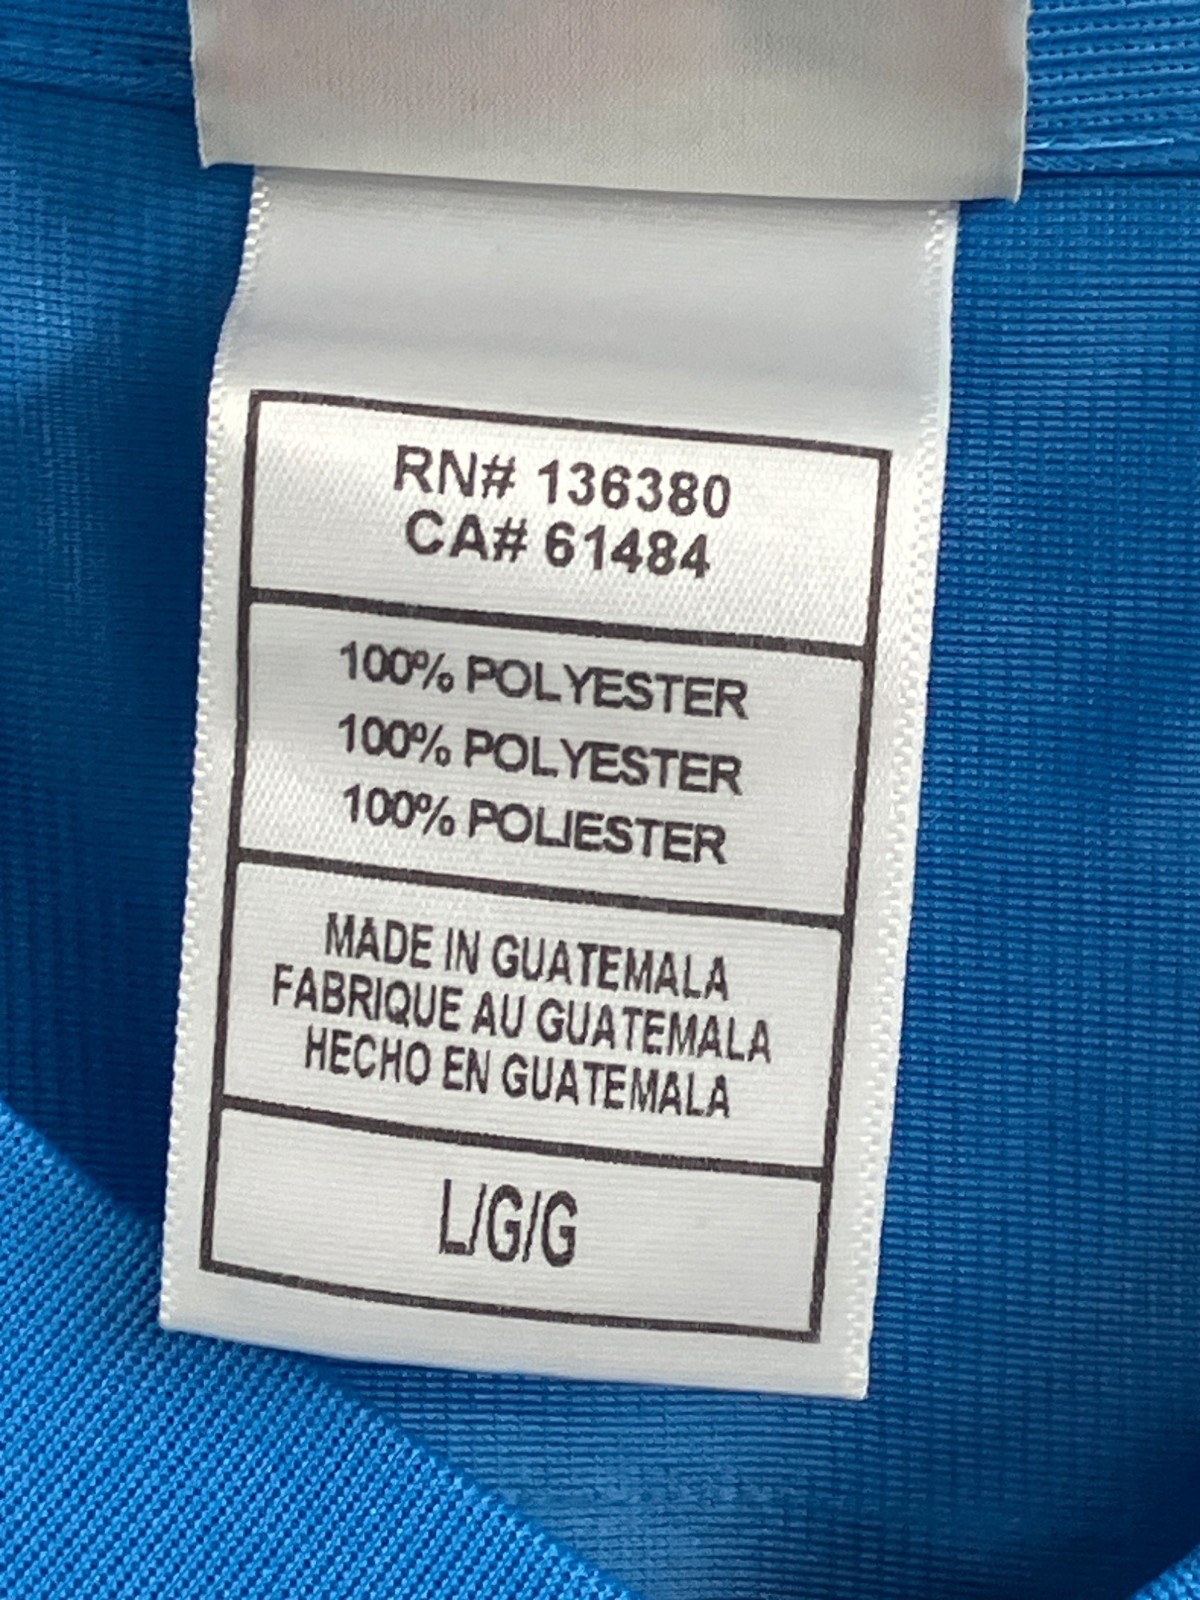 RN# 136380
CA# 61484
100% POLYESTER
100% POLYESTER
100% POLIESTER
MADE IN GUATEMALA
FABRIQUE AU GUATEMALA
HECHO EN GUATEMALA
L/G/G